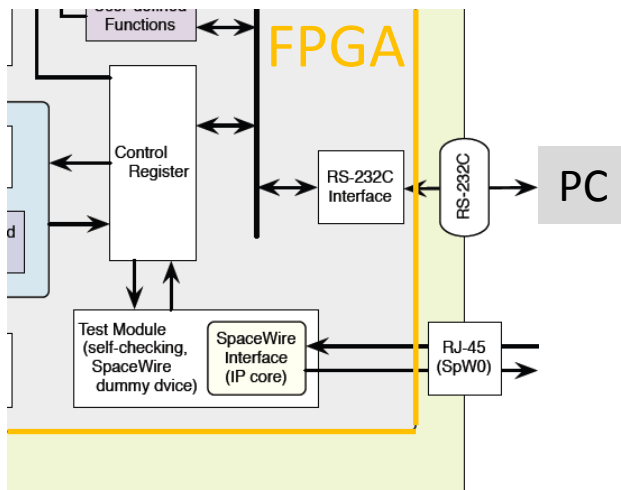 Functions
FPGA
Control
Register
RS-232C
Interface
RS-232C
PC
d
Test Module
(self-checking,
SpaceWire
dummy dvice)
SpaceWire
Interface
(IP core)
RJ-45
(SpW0)